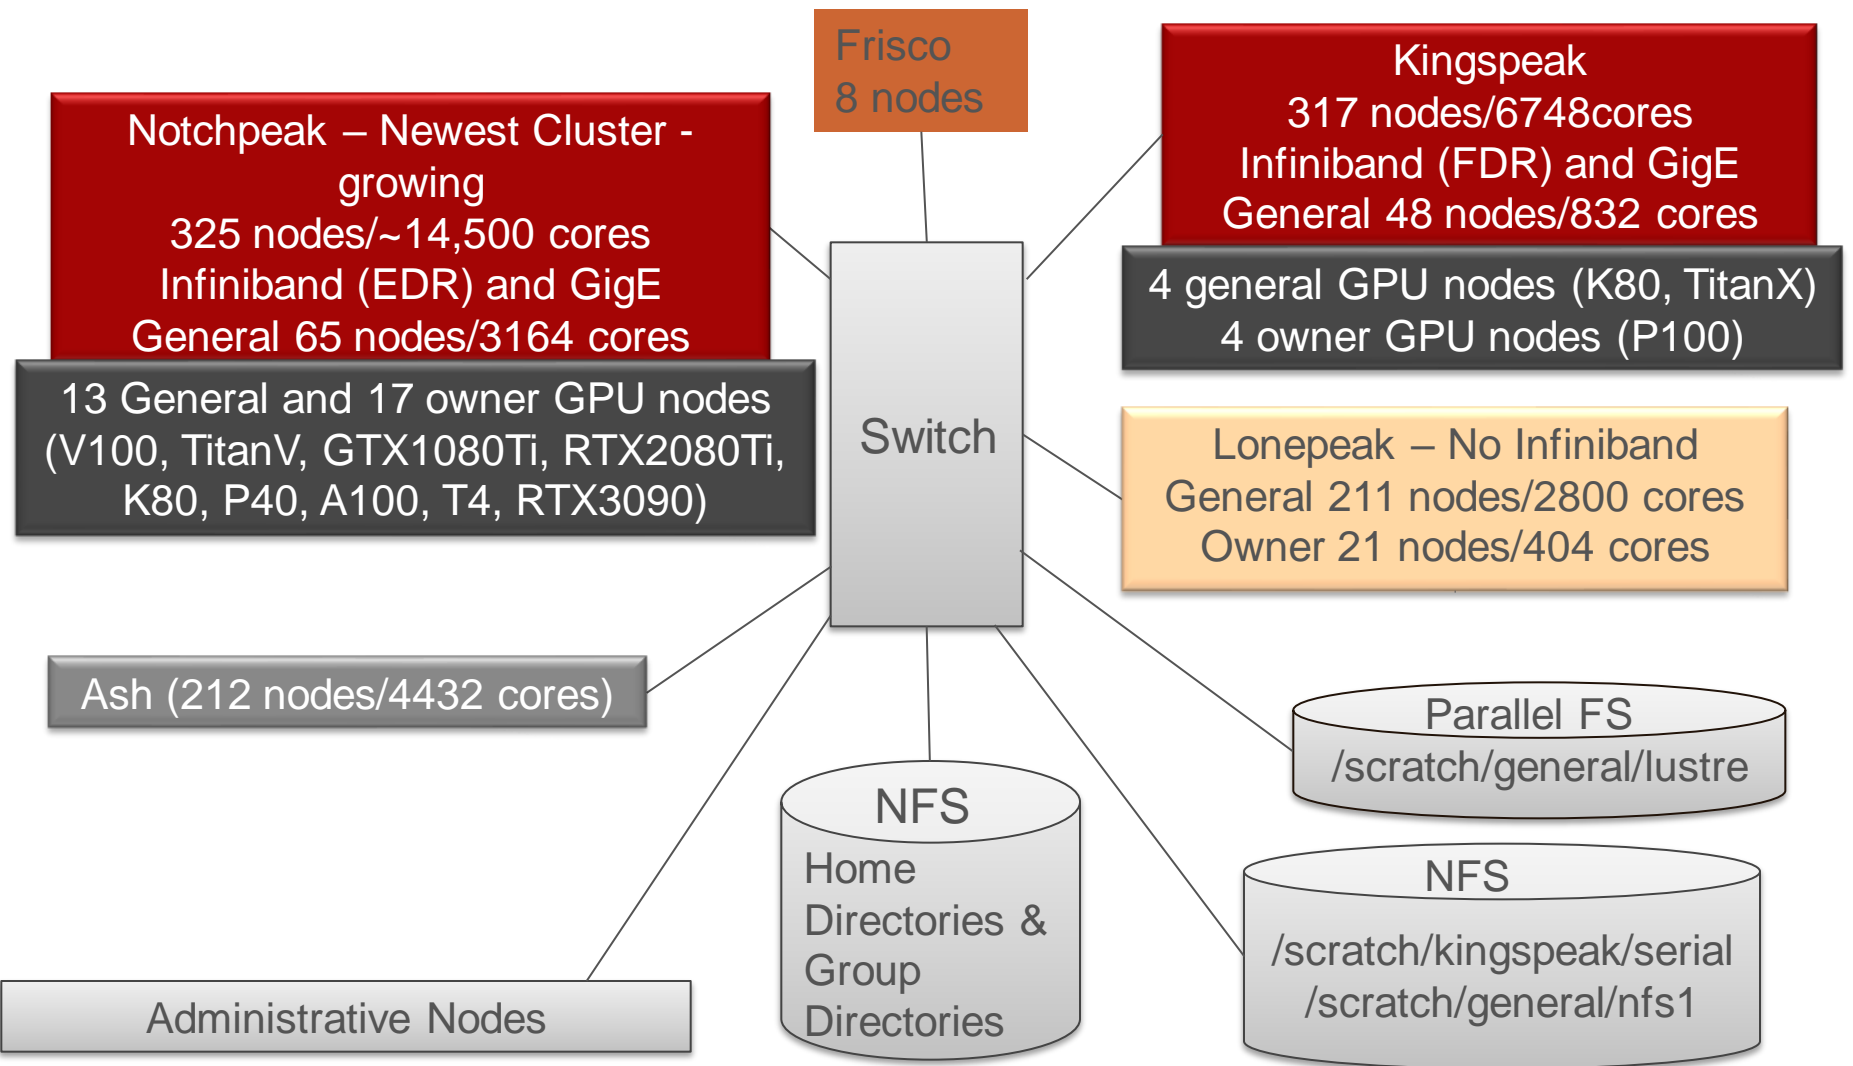 Frisco
8 nodes
Notchpeak – Newest Cluster -
growing
325 nodes/~14,500 cores
Infiniband (EDR) and GigE
General 65 nodes/3164 cores
13 General and 17 owner GPU nodes
(V100, TitanV, GTX1080Ti, RTX2080Ti,
K80, P40, A100, T4, RTX3090)
Kingspeak
317 nodes/6748cores
Infiniband (FDR) and GigE
General 48 nodes/832 cores
4 general GPU nodes (K80, TitanX)
4 owner GPU nodes (P100)
Switch
Lonepeak – No Infiniband
General 211 nodes/2800 cores
Owner 21 nodes/404 cores
Ash (212 nodes/4432 cores)
Parallel FS
/scratch/general/lustre
NFS
Home
Directories &
Group
Directories
NFS
/scratch/kingspeak/serial
/scratch/general/nfs1
Administrative Nodes